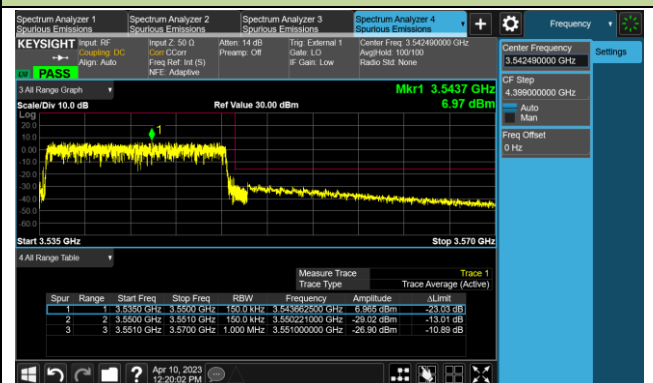 Spectrum Analyzer 1
Spurious Emissions
Spectrum Analyzer 2
Spurious Emissions
Spectrum Analyzer 3
Spurious Emissions
Spectrum Analyzer 4
Spurious Emissions
Frequency
KEYSIGHT
Input: RF
Coupling: DC
Align: Auto
Input Z: 50 Ω
Corr CCorr
Freq Ref: Int (S)
NFE: Adaptive
Atten: 14 dB
Preamp: Off
Trig: External 1
Gate: LO
IF Gain: Low
Center Freq: 3.542490000 GHz
Avg|Hold: 100/100
Radio Std: None
LXI PASS
Center Frequency
3.542490000 GHz
Settings
CF Step
4.399000000 GHz
Auto
Man
Freq Offset
0 Hz
3 All Range Graph
Mkr1 3.5437 GHz
Scale/Div 10.0 dB
Ref Value 30.00 dBm
6.97 dBm
Log
20.0
10.0
0.00
-10.0
-20.0
-30.0
-40.0
-50.0
-60.0
1
Start 3.535 GHz
Stop 3.570 GHz
4 All Range Table
Measure Trace Trace 1
Trace Type Trace Average (Active)
Spur Range Start Freq Stop Freq RBW Frequency Amplitude ΔLimit
1 1 3.5350 GHz 3.5500 GHz 150.0 kHz 3.543662500 GHz 6.965 dBm -23.03 dB
2 2 3.5500 GHz 3.5510 GHz 150.0 kHz 3.550221000 GHz -29.02 dBm -13.01 dB
3 3 3.5510 GHz 3.5700 GHz 1.000 MHz 3.551000000 GHz -26.90 dBm -10.89 dB
?
Apr 10, 2023
12:20:02 PM